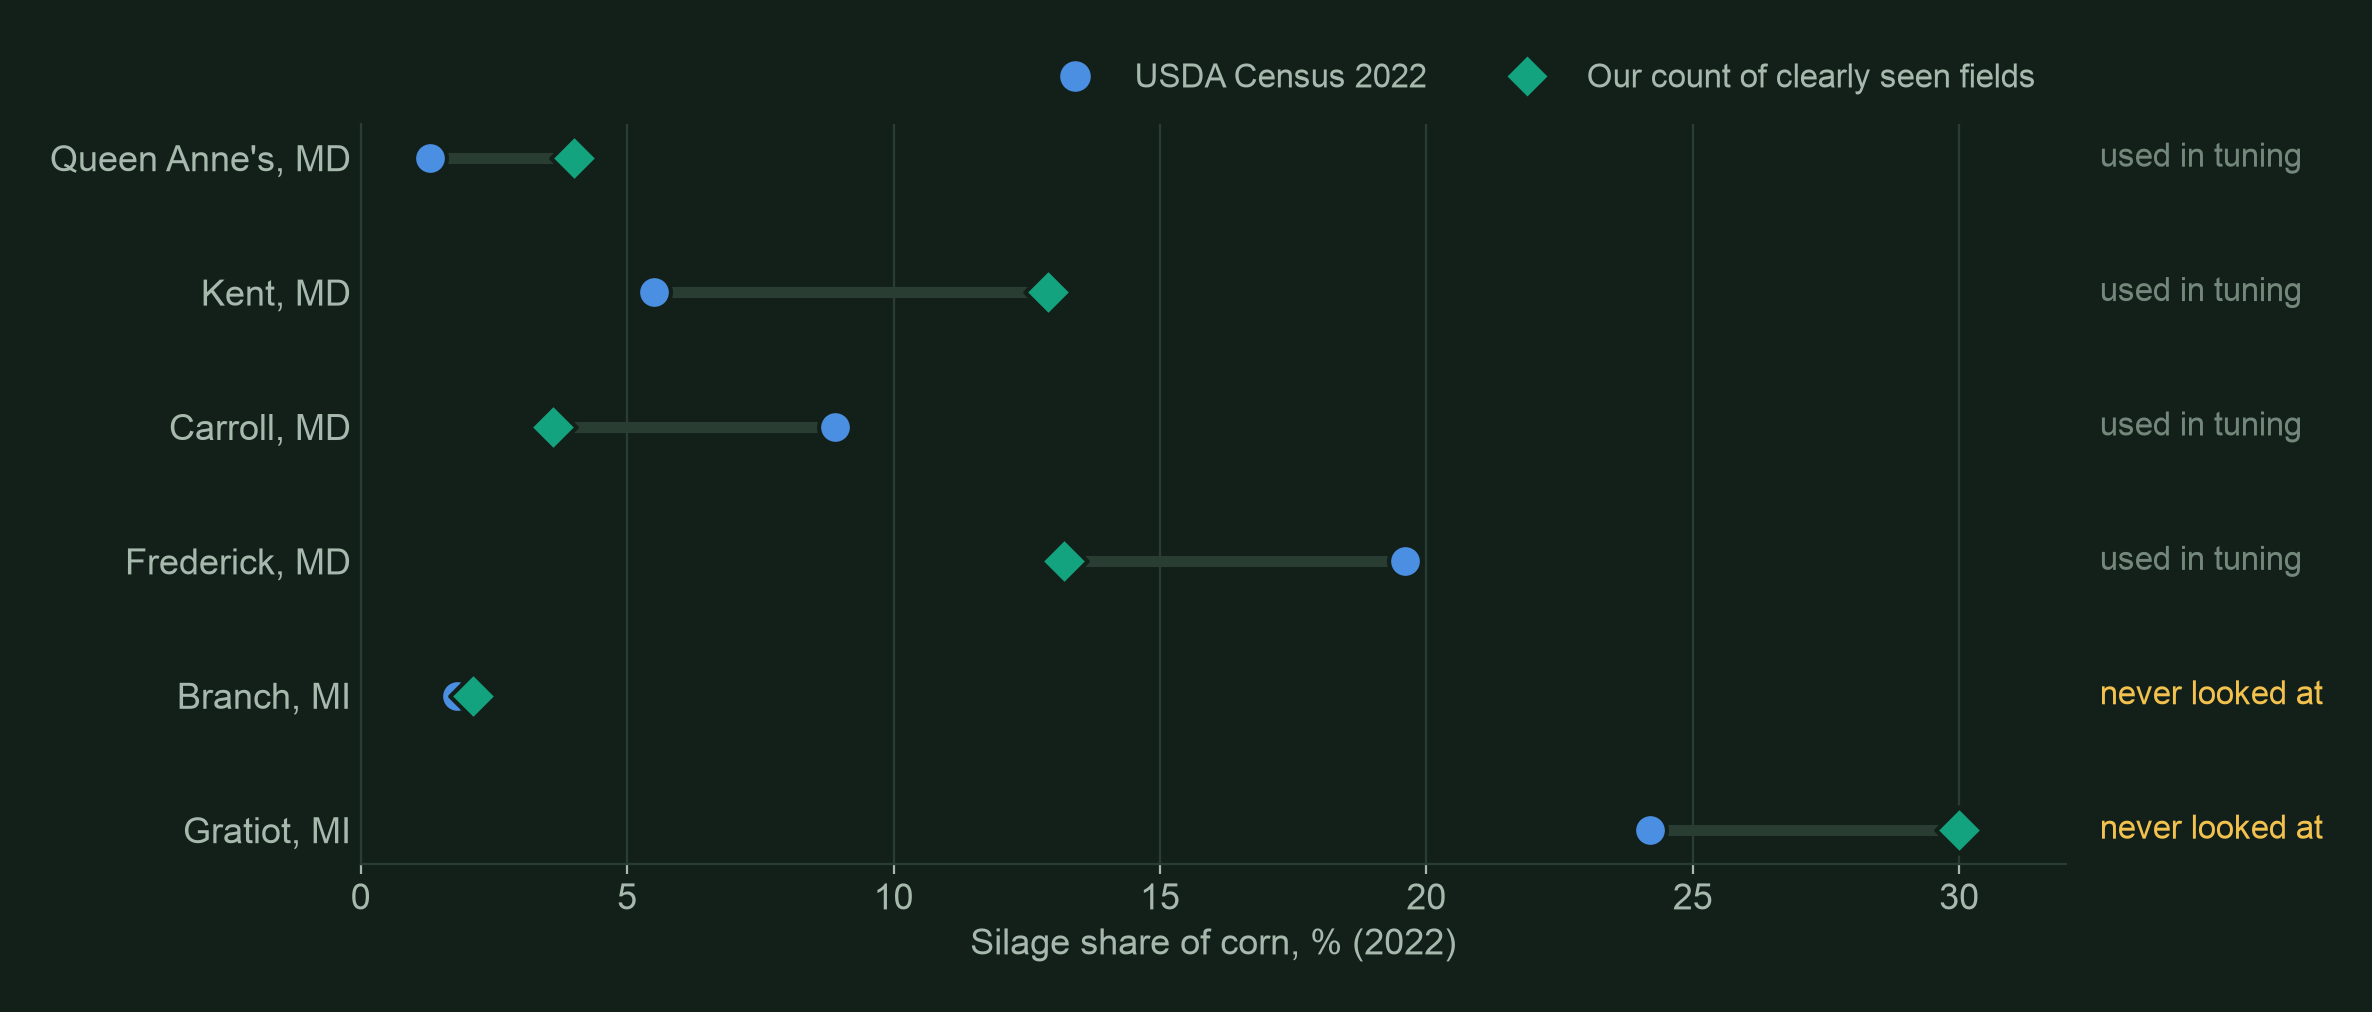 USDA Census 2022
Our count of clearly seen fields
Queen Anne's, MD
used in tuning
Kent, MD
used in tuning
Carroll, MD
used in tuning
Frederick, MD
used in tuning
Branch, MI
never looked at
Gratiot, MI
never looked at
0 5 10 15 20 25 30
Silage share of corn, % (2022)